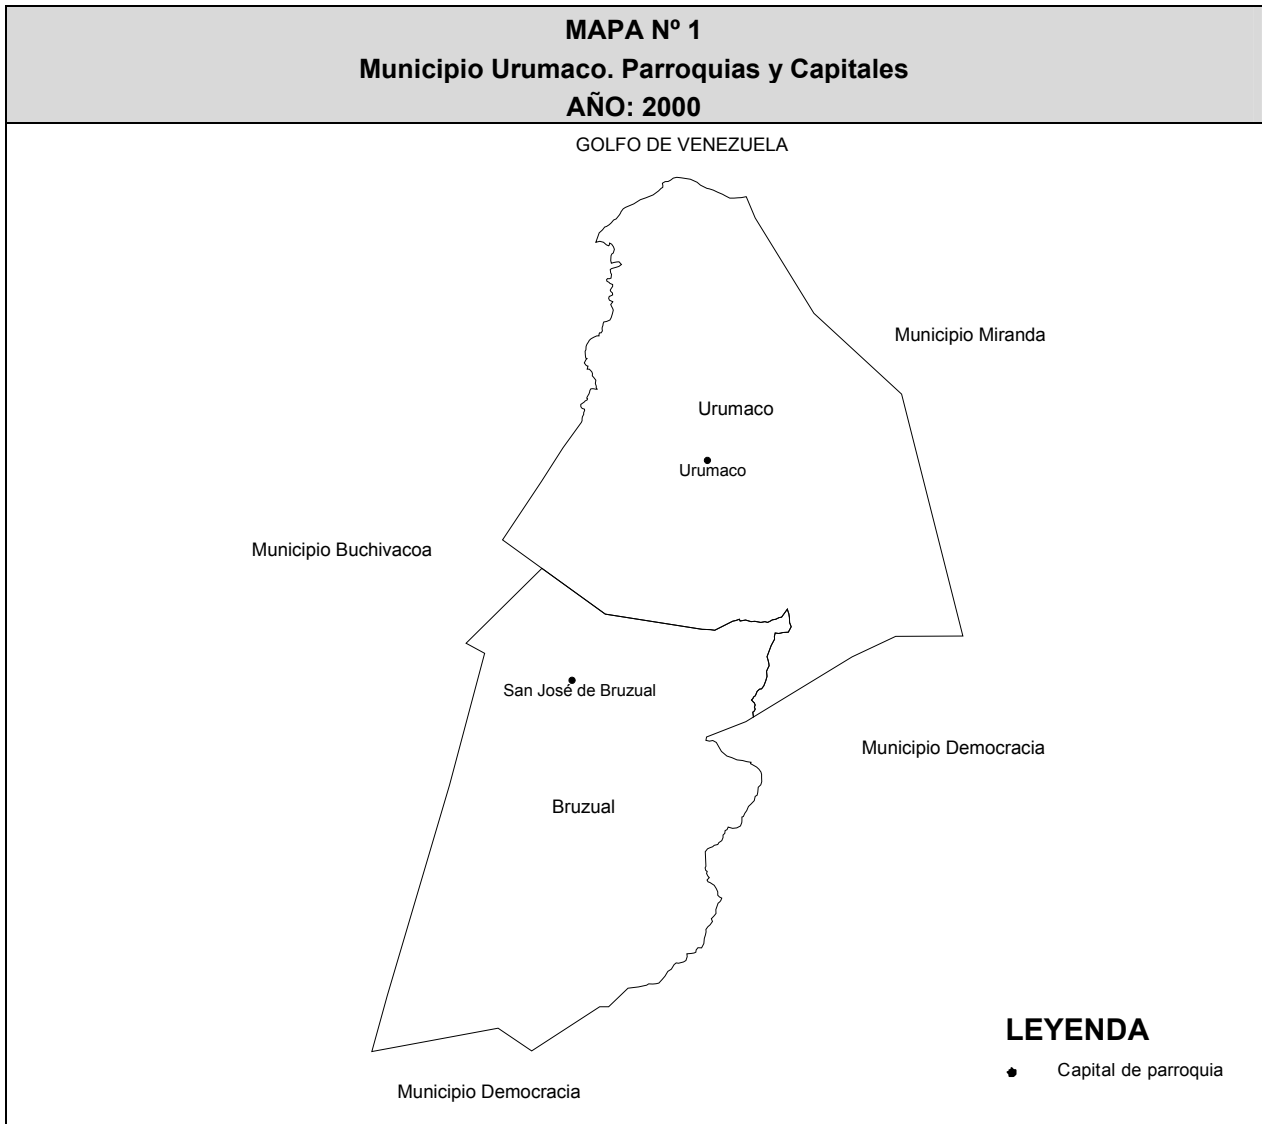 MAPA Nº 1
Municipio Urumaco. Parroquias y Capitales
AÑO: 2000
GOLFO DE VENEZUELA
Municipio Miranda
Urumaco
Urumaco
Municipio Buchivacoa
San José de Bruzual
Municipio Democracia
Bruzual
LEYENDA
Capital de parroquia
Municipio Democracia